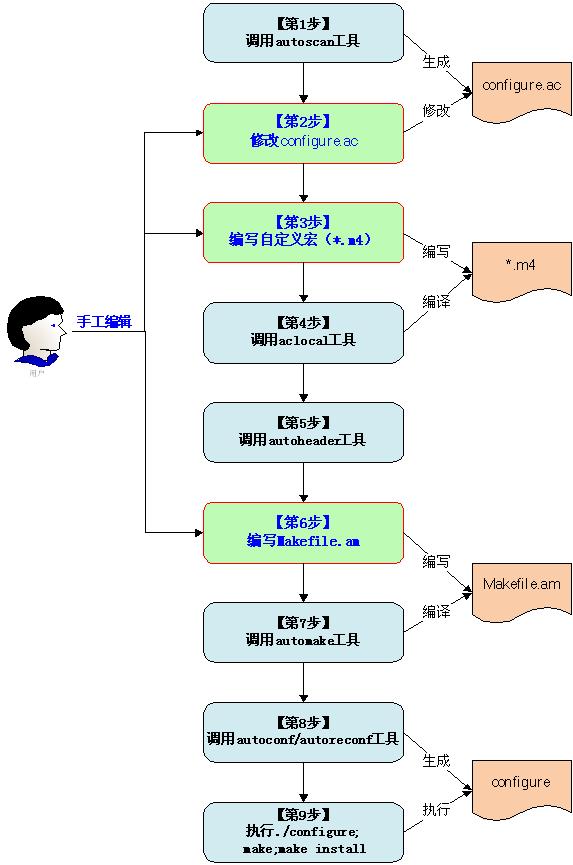 【第1步】
调用autoscan工具
生成
configure.ac
修改
【第2步】
修改configure.ac
【第3步】
编写自定义宏（*.m4）
编写
*.m4
编译
手工编辑
用户
【第4步】
调用aclocal工具
【第5步】
调用autoheader工具
【第6步】
编写Makefile.am
编写
Makefile.am
编译
【第7步】
调用automake工具
【第8步】
调用autoconf/autoreconf工具
生成
configure
执行
【第9步】
执行./configure;
make;make install